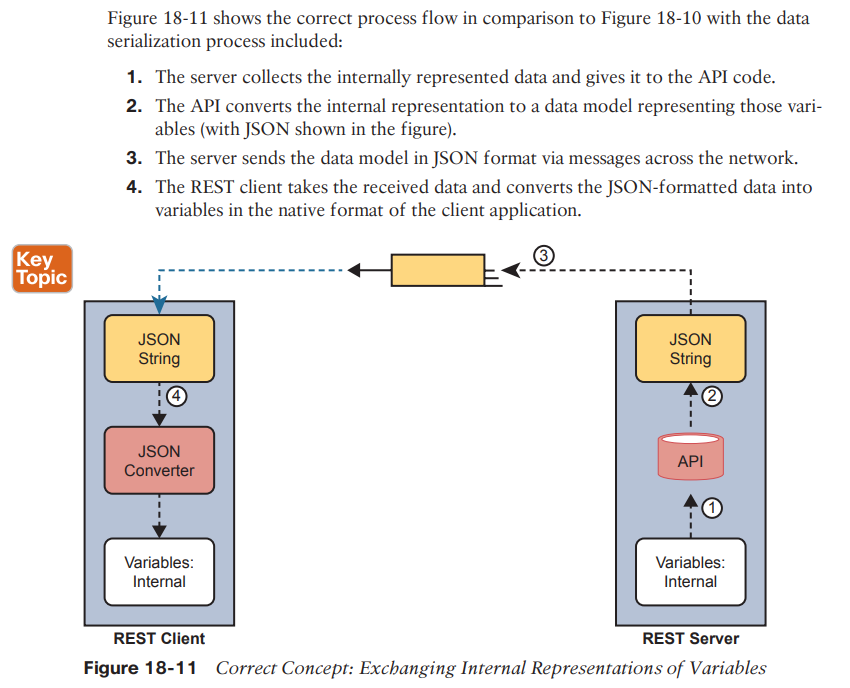 Figure 18-11 shows the correct process flow in comparison to Figure 18-10 with the data
serialization process included:
1. The server collects the internally represented data and gives it to the API code.
2. The API converts the internal representation to a data model representing those vari-
ables (with JSON shown in the figure).
3. The server sends the data model in JSON format via messages across the network.
4. The REST client takes the received data and converts the JSON-formatted data into
variables in the native format of the client application.
Key
Topic
3
JSON
String
4
JSON
Converter
Variables:
Internal
REST Client
JSON
String
2
API
1
Variables:
Internal
REST Server
Figure 18-11 Correct Concept: Exchanging Internal Representations of Variables